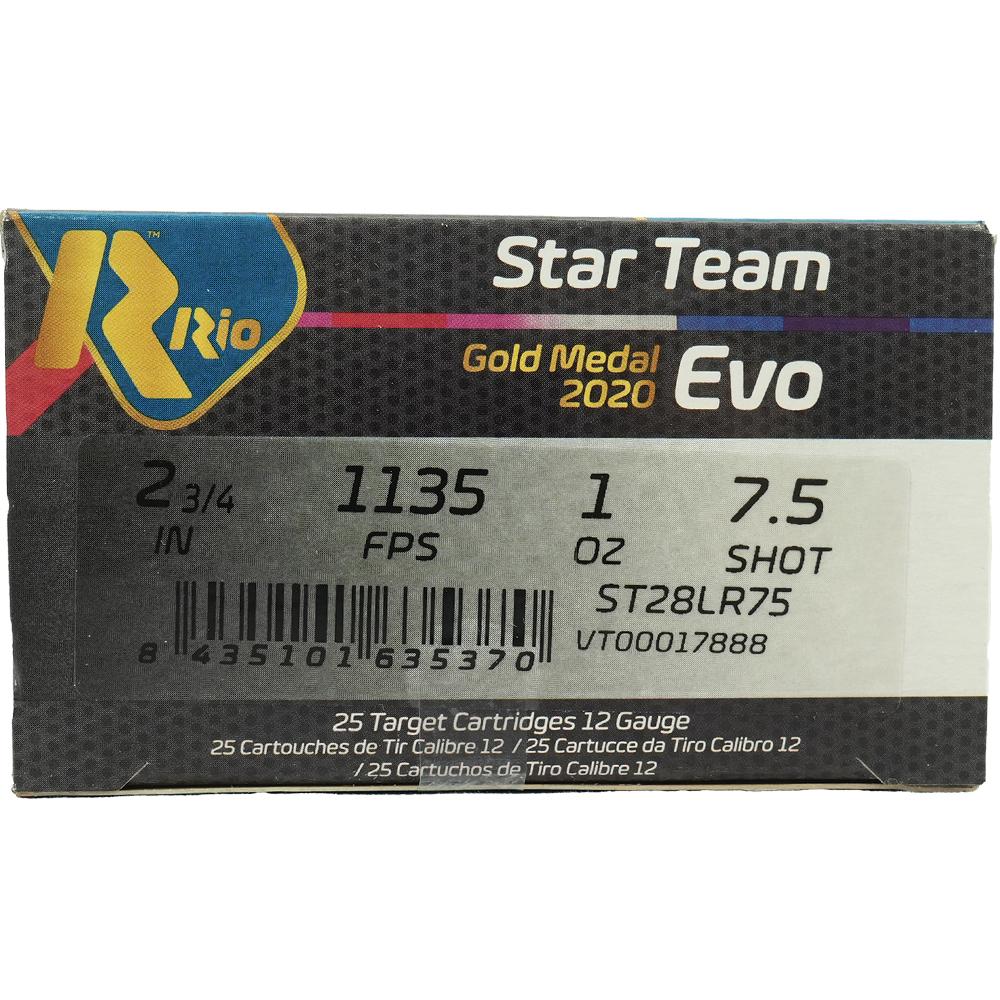 R™ Rio
Star Team
Gold Medal
2020 Evo
2 3/4
IN
1135
FPS
1
OZ
7.5
SHOT
ST28LR75
VT00017888
8 435101 635370
25 Target Cartridges 12 Gauge
25 Cartouches de Tir Calibre 12 / 25 Cartucce da Tiro Calibro 12
/ 25 Cartuchos de Tiro Calibre 12